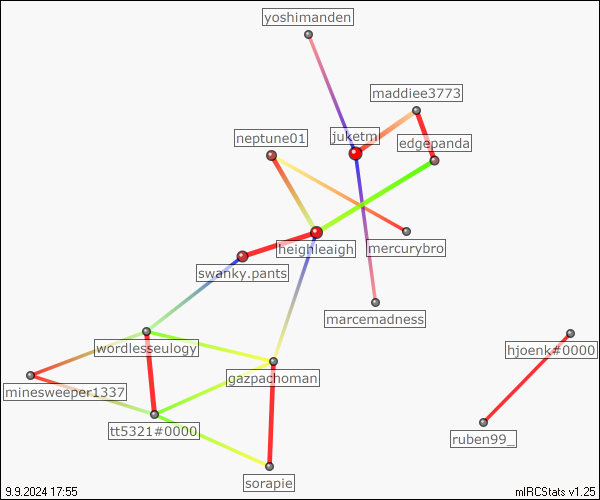 yoshimanden
maddiee3773
juketm
neptune01
edgepanda
heighleaigh
mercurybro
swanky.pants
marcemadness
wordlesseulogy
hjoenk#0000
gazpachoman
minesweeper1337
tt5321#0000
ruben99_
sorapie
9.9.2024 17:55
mIRCStats v1.25